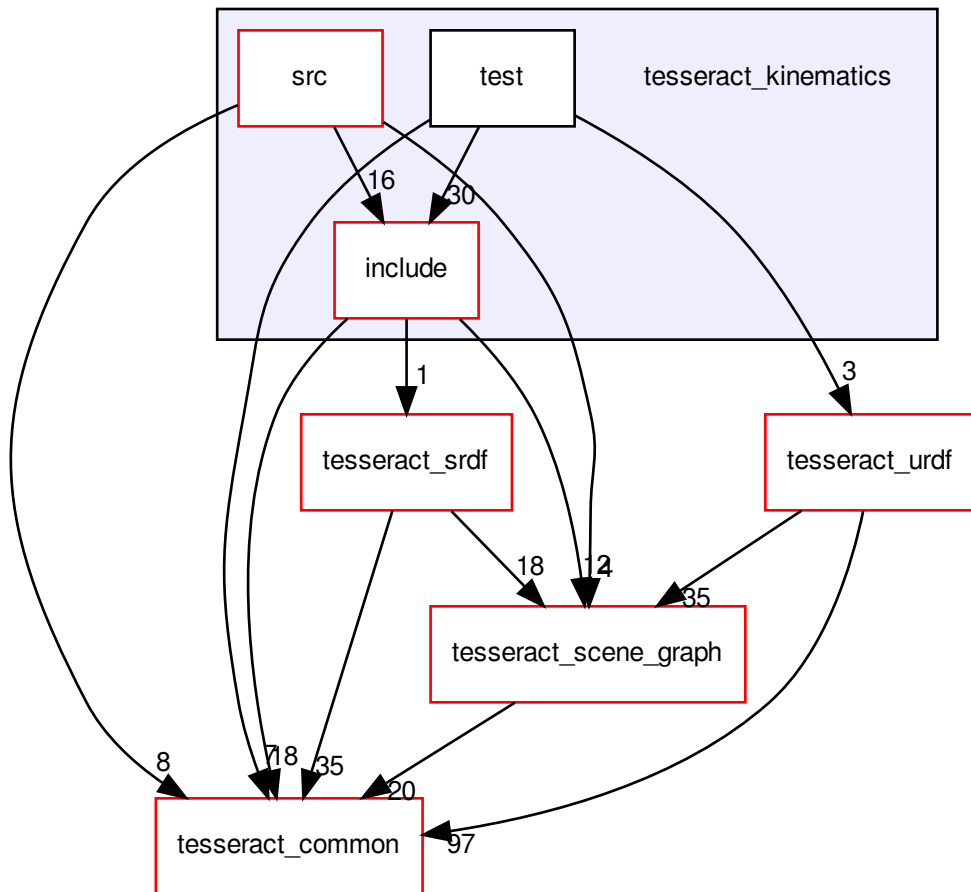 src
test
tesseract_kinematics
16
30
include
1
3
tesseract_srdf
tesseract_urdf
18
12
4
35
tesseract_scene_graph
8
7
18
35
20
97
tesseract_common